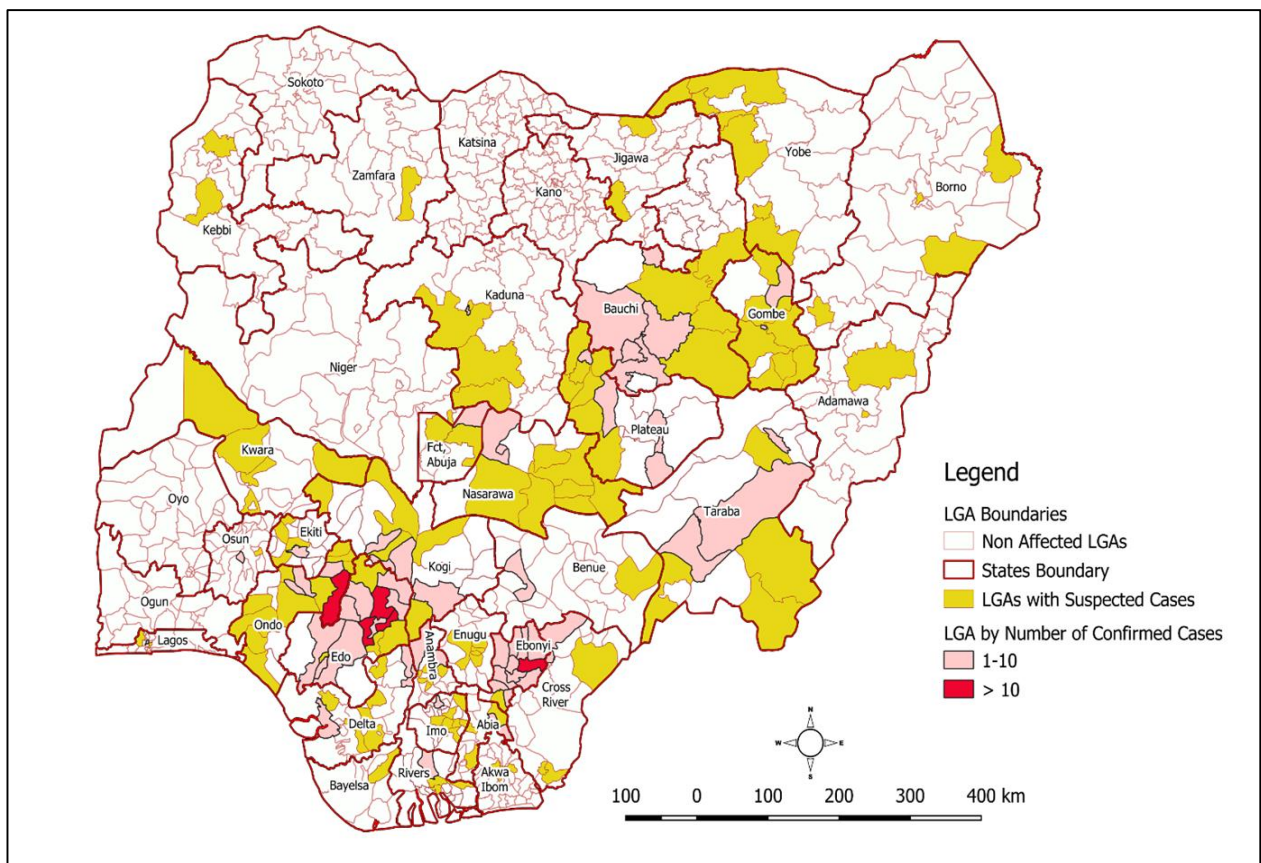 Sokoto
Katsina
Jigawa
Yobe
Borno
Zamfara
Kano
Kebbi
Kaduna
Bauchi
Gombe
Niger
Adamawa
Fct,
Abuja
Plateau
Kwara
Nasarawa
Oyo
Taraba
Osun
Ekiti
Kogi
Benue
Ogun
Ondo
Lagos
Enugu
Ebonyi
Edo
Anambra
Cross
River
Delta
Imo
Abia
Bayelsa
Rivers
Akwa
Ibom
Legend
LGA Boundaries
Non Affected LGAs
States Boundary
LGAs with Suspected Cases
LGA by Number of Confirmed Cases
1-10
> 10
N
W
E
S
100 0 100 200 300 400 km